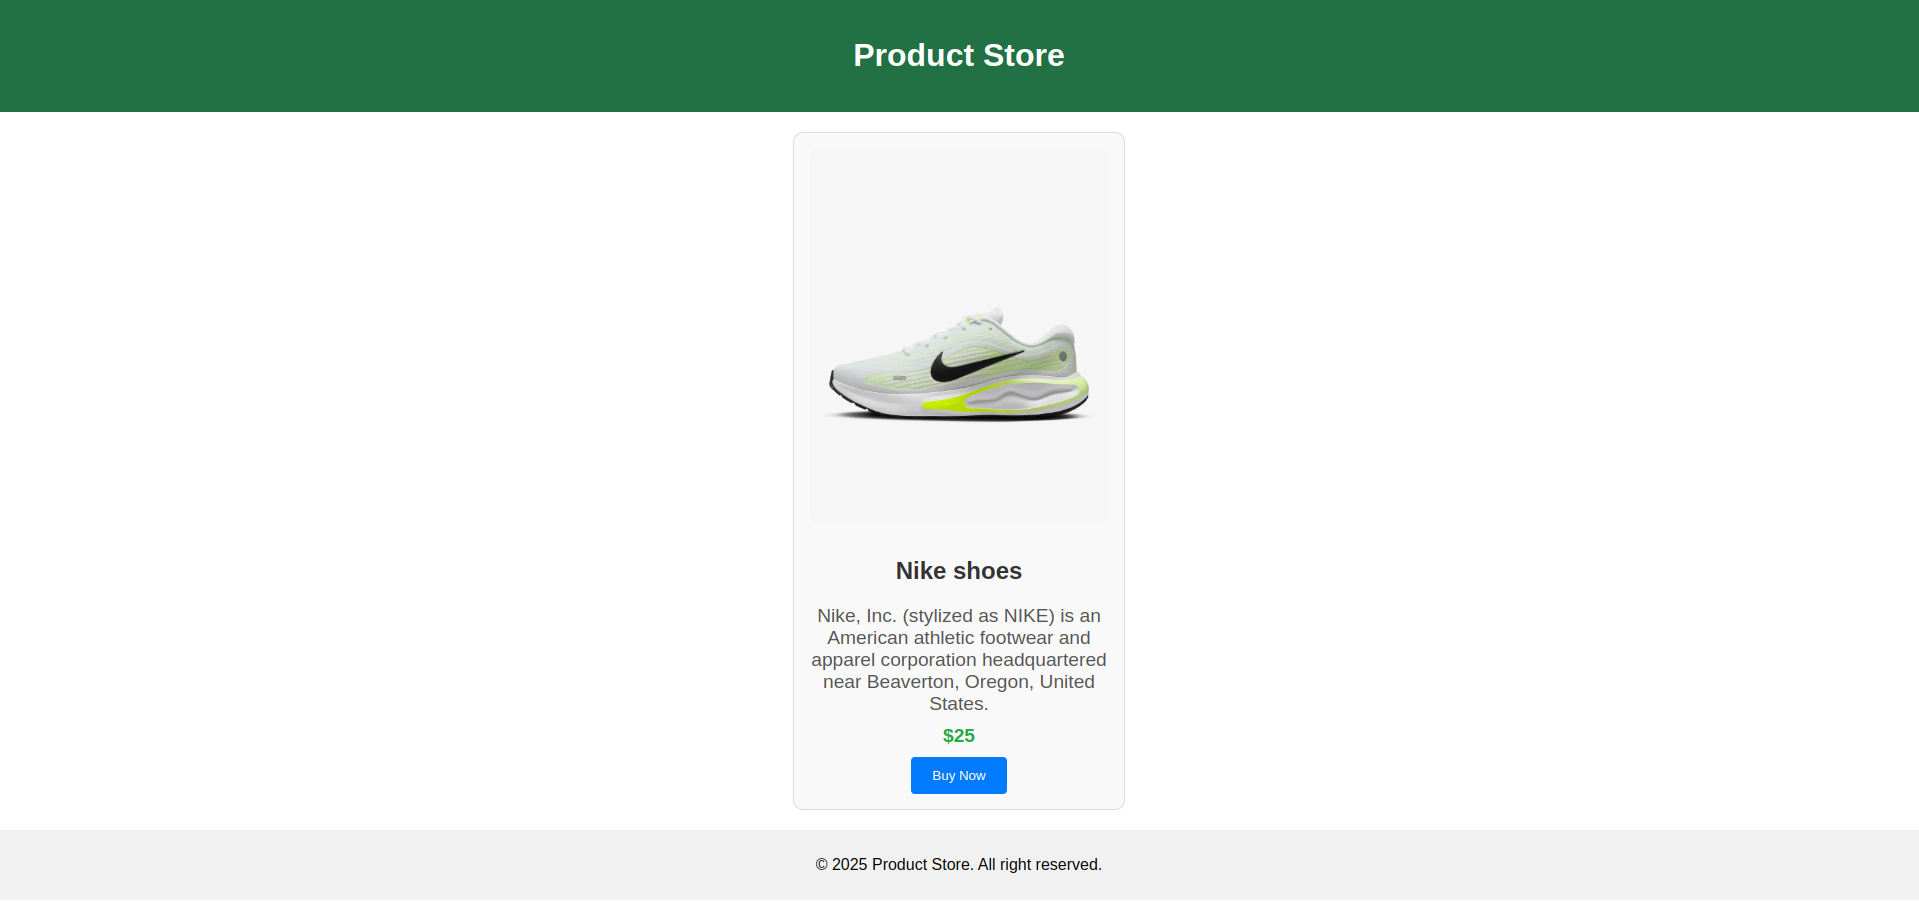 Product Store
Nike shoes
Nike, Inc. (stylized as NIKE) is an
American athletic footwear and
apparel corporation headquartered
near Beaverton, Oregon, United
States.
$25
Buy Now
© 2025 Product Store. All right reserved.